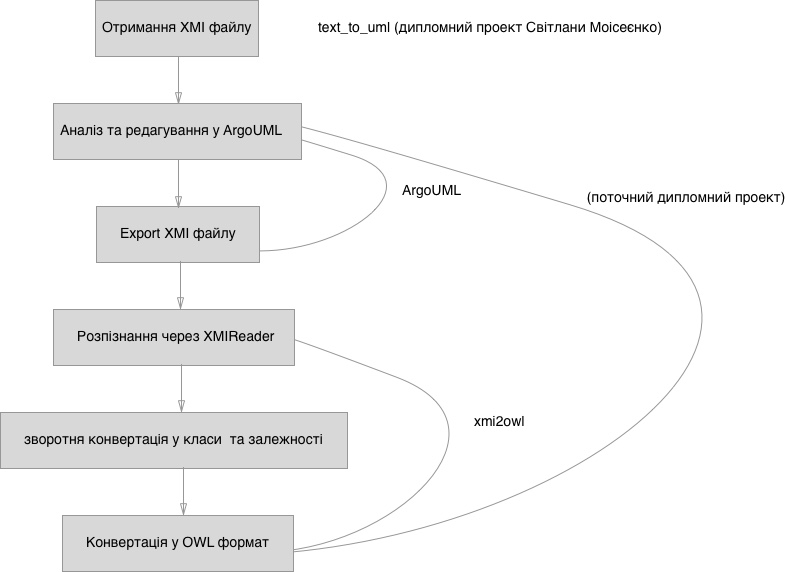 Отримання XMI файлу
text_to_uml (дипломний проект Світлани Моісеєнко)
Аналіз та редагування у ArgoUML
ArgoUML
(поточний дипломний проект)
Export XMI файлу
Розпізнання через XMIReader
xmi2owl
зворотня конвертація у класи та залежності
Конвертація у OWL формат